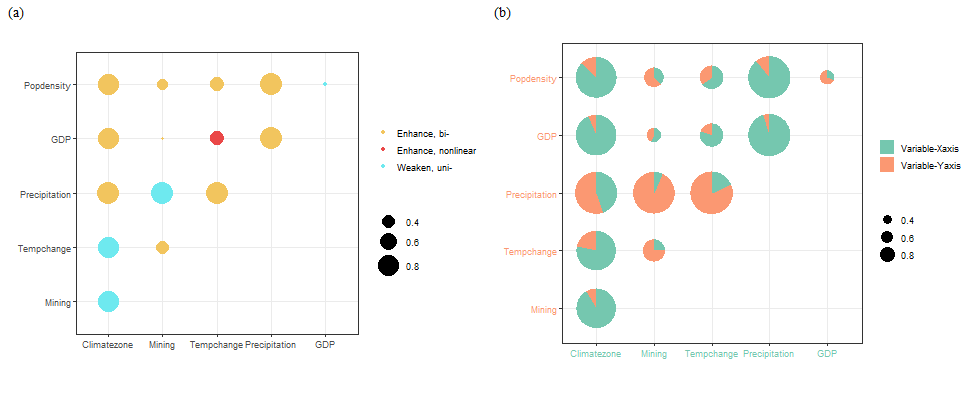 (a)
Popdensity
GDP
Precipitation
Tempchange
Mining
Climatezone Mining Tempchange Precipitation GDP
Enhance, bi-
Enhance, nonlinear
Weaken, uni-
0.4
0.6
0.8
(b)
Popdensity
GDP
Precipitation
Tempchange
Mining
Climatezone Mining Tempchange Precipitation GDP
Variable-Xaxis
Variable-Yaxis
0.4
0.6
0.8